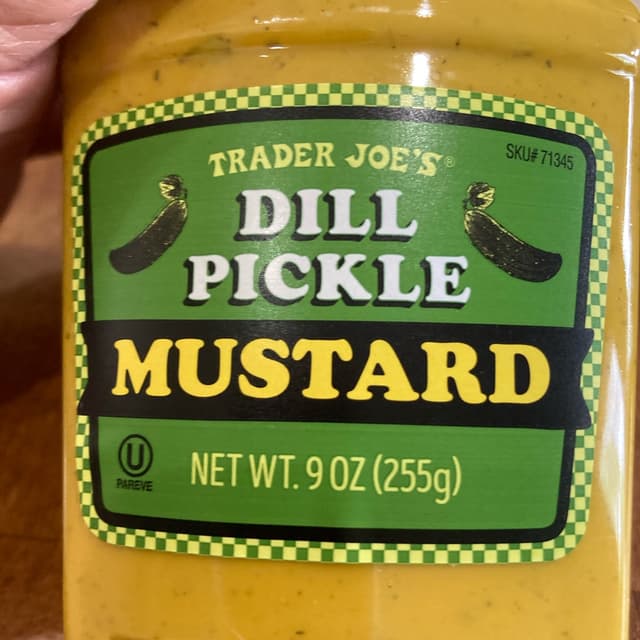 TRADER JOE'S®
SKU# 71345
DILL
PICKLE
MUSTARD
U
PAREVE
NET WT. 9 OZ (255g)